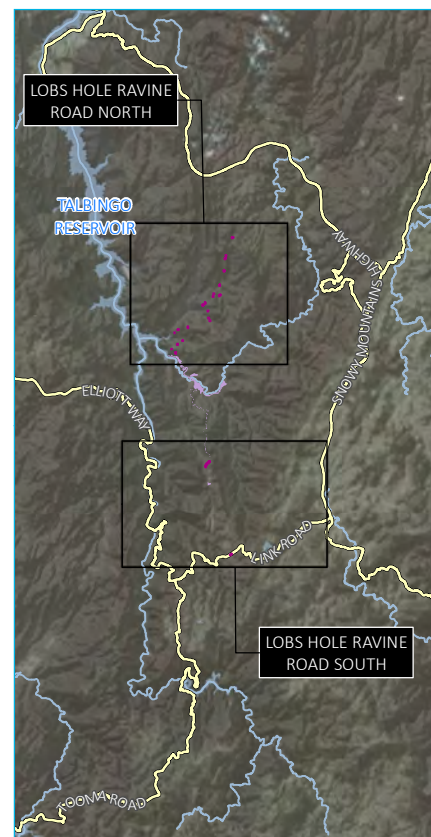 LOBS HOLE RAVINE
ROAD NORTH
TALBINGO
RESERVOIR
SNOWY MOUNTAINS HIGHWAY
ELLIOTT WAY
LINK ROAD
LOBS HOLE RAVINE
ROAD SOUTH
TOOMA ROAD